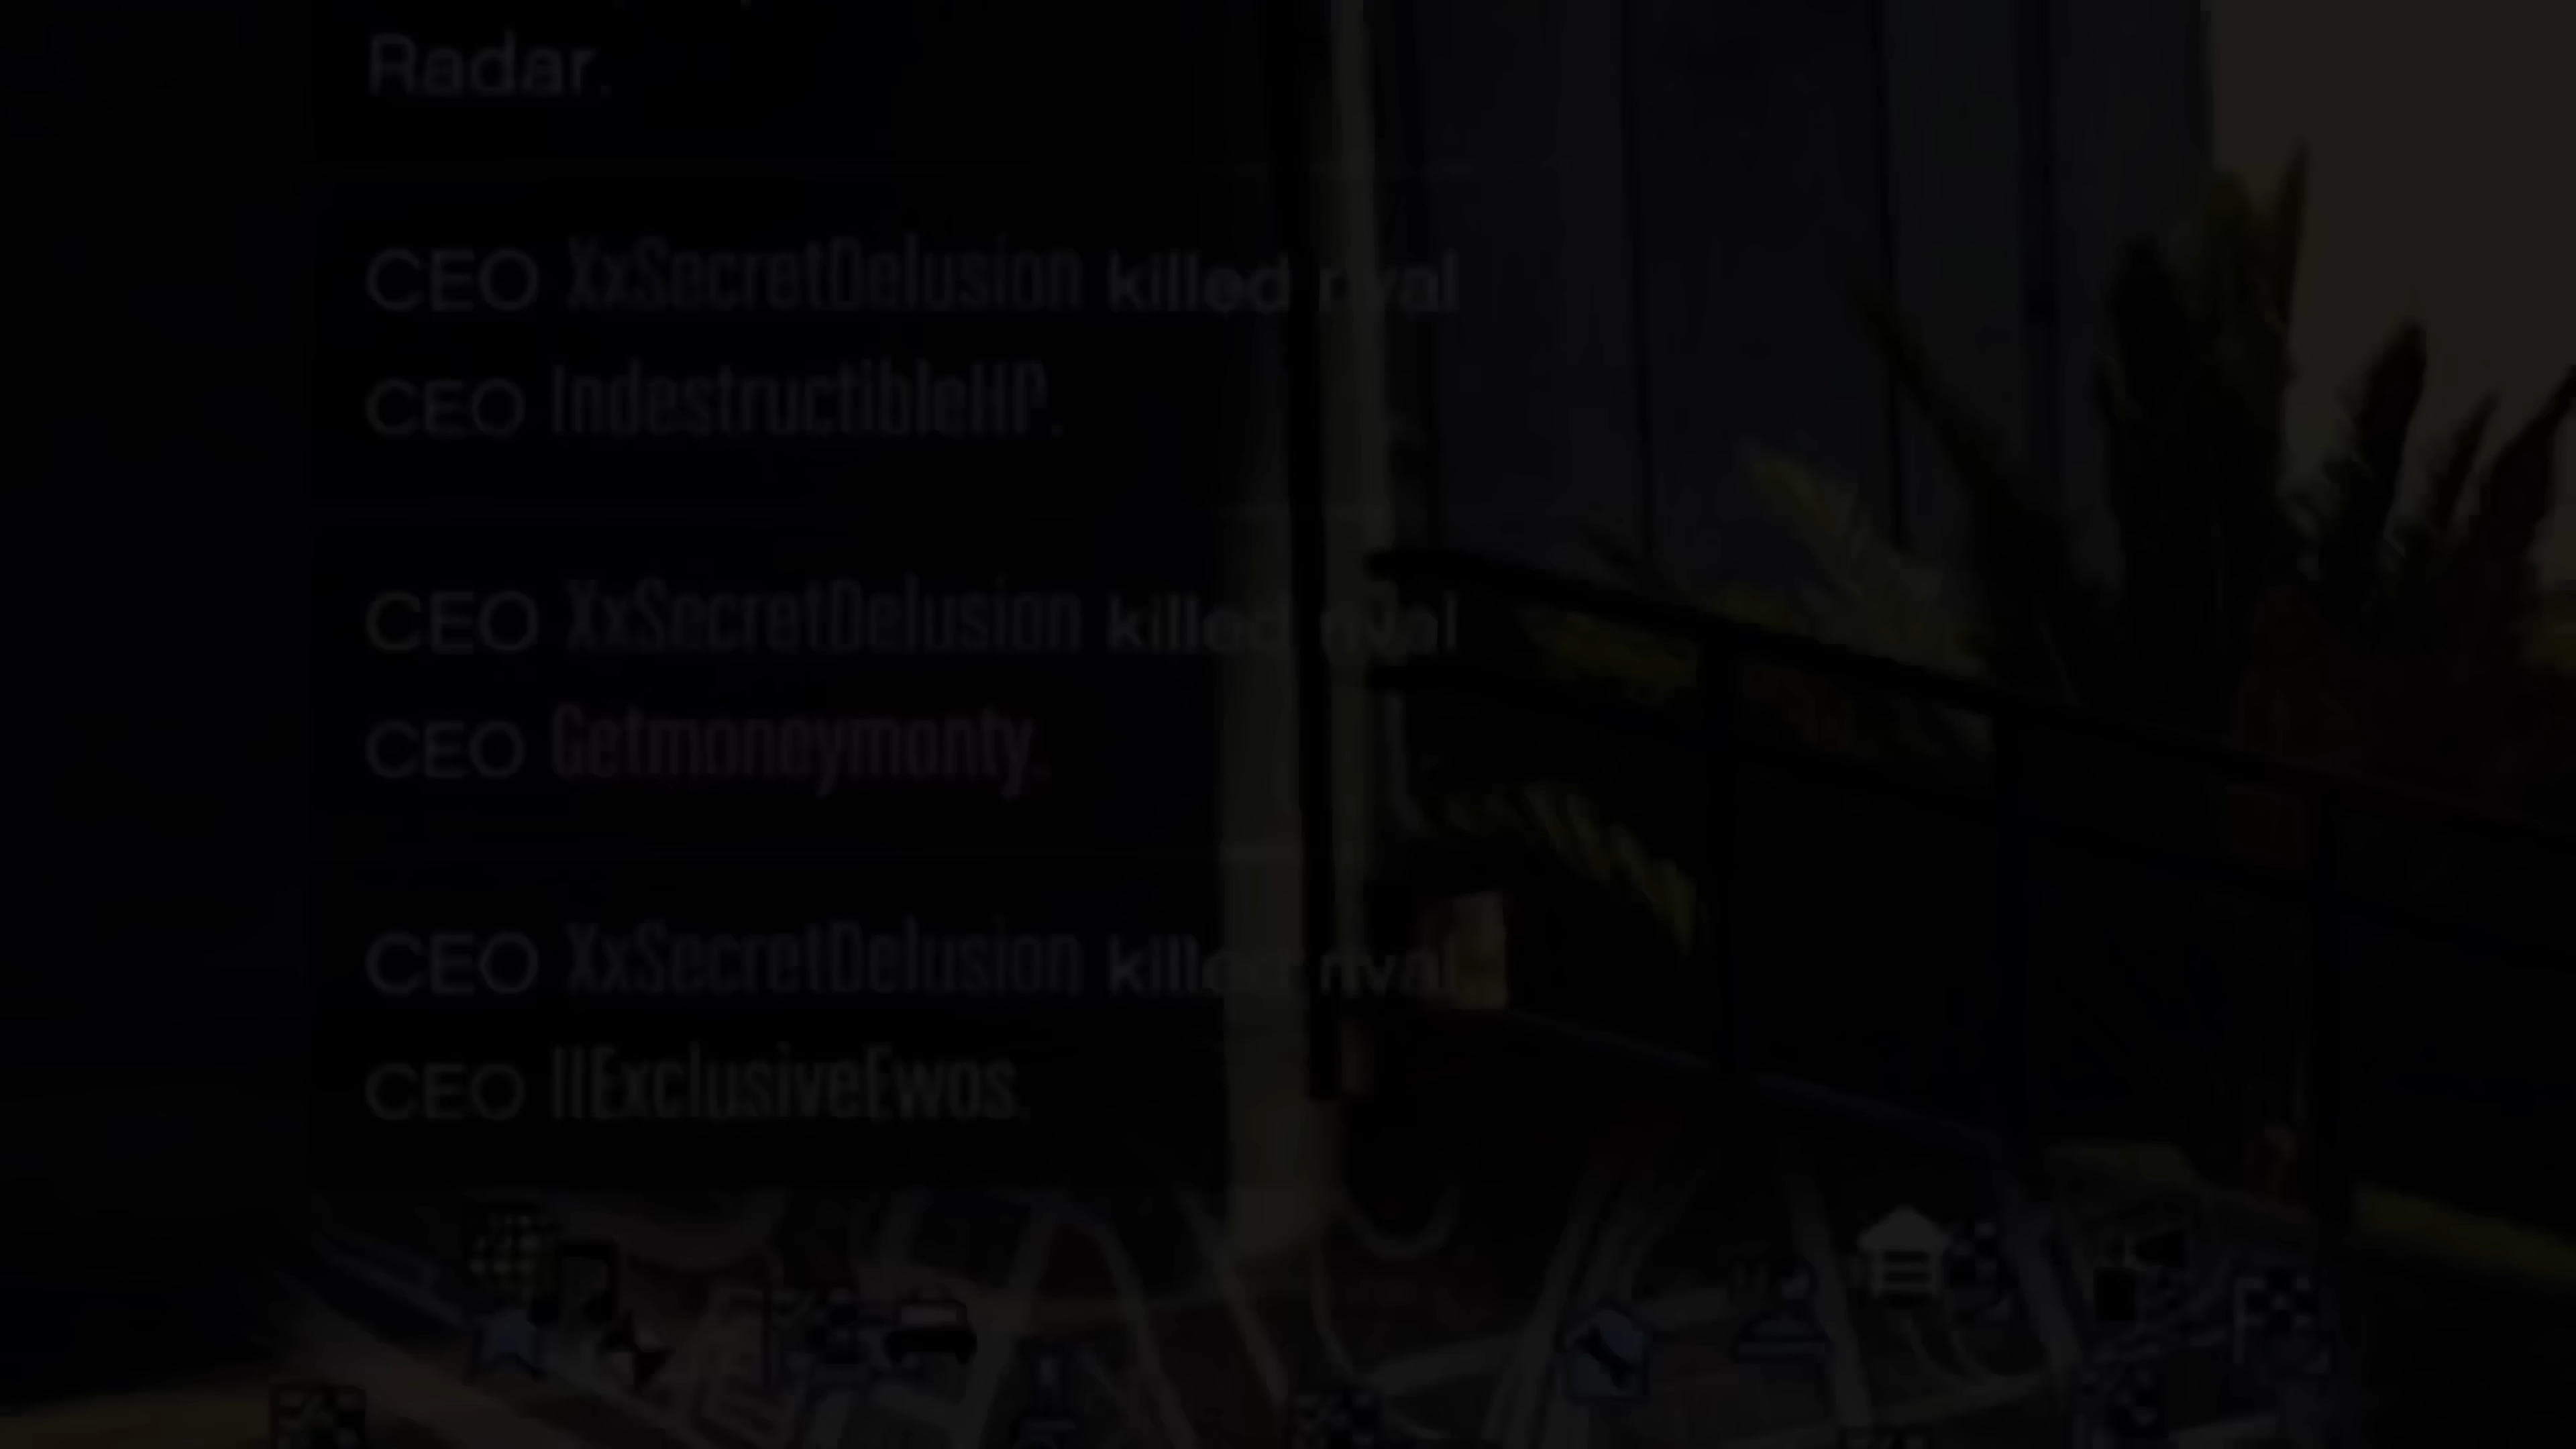 Radar.
CEO XxSecretDelusion killed rival
CEO IndestructibleHP.
CEO XxSecretDelusion killed rival
CEO Getmoneymonty.
CEO XxSecretDelusion killed rival
CEO IIExclusiveEwos.